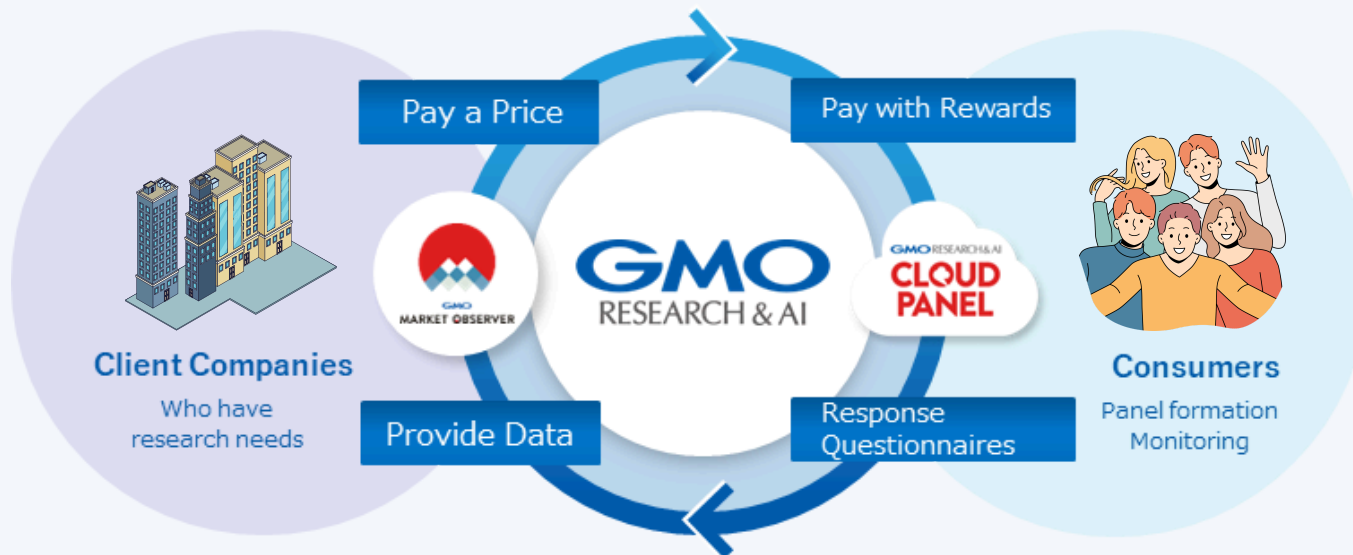 Pay a Price
Pay with Rewards
GMO
MARKET OBSERVER
GMO
RESEARCH & AI
GMO RESEARCH & AI
CLOUD
PANEL
Client Companies
Who have
research needs
Consumers
Panel formation
Monitoring
Provide Data
Response
Questionnaires